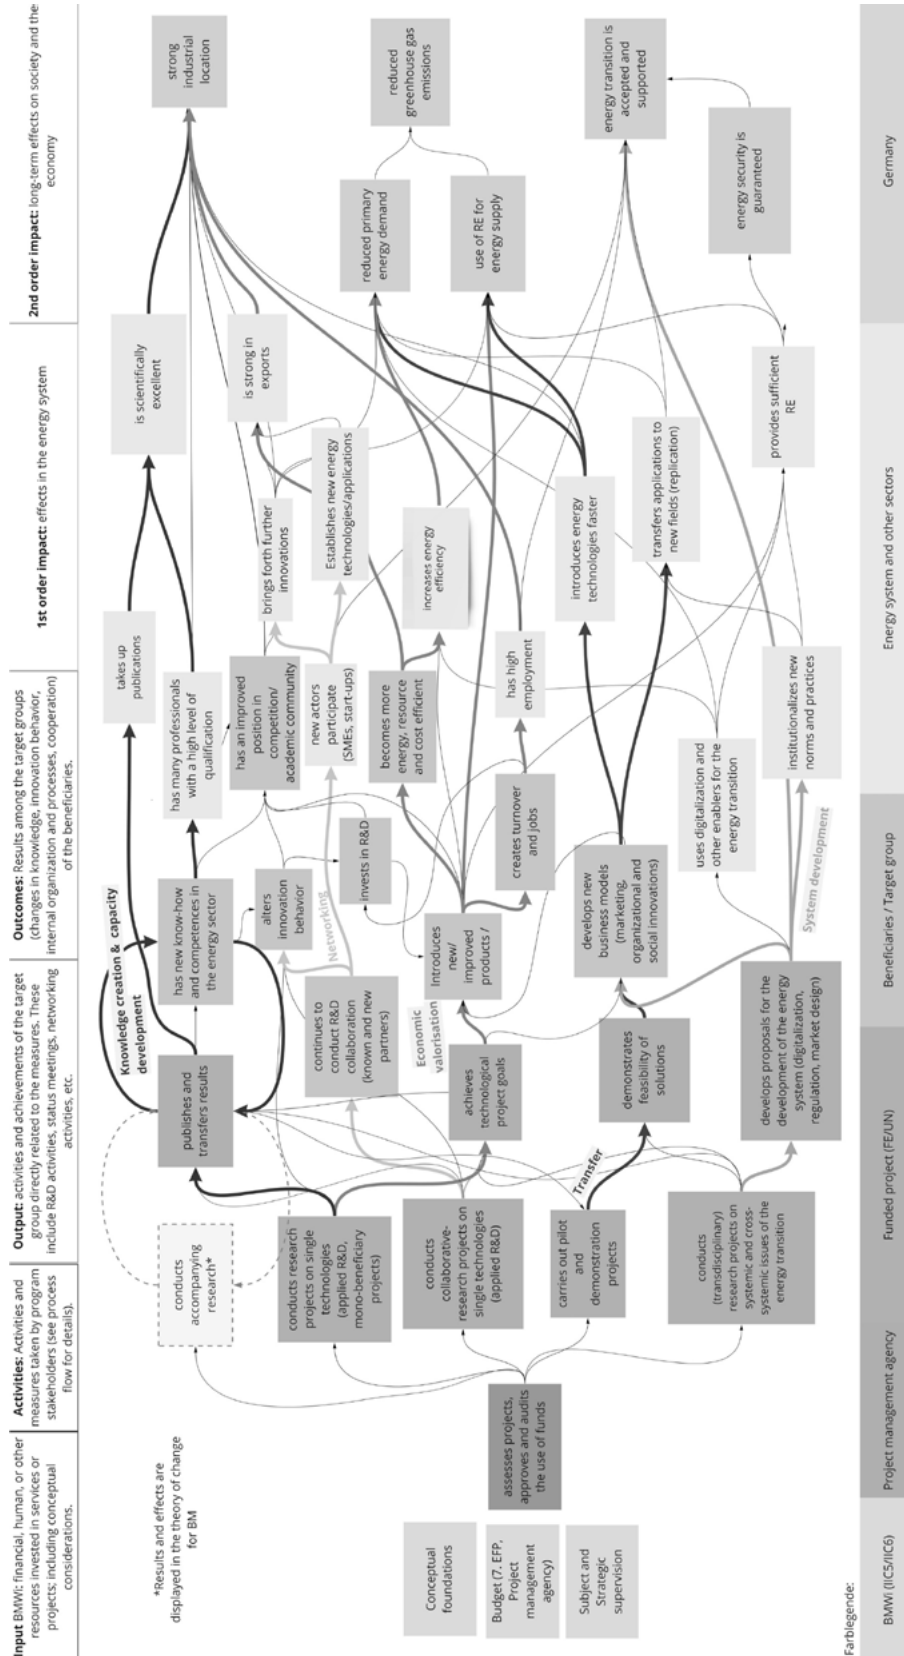 Input BMWi: financial, human, or other
resources invested in services or
projects; including conceptual
considerations.
Activities: Activities and
measures taken by program
stakeholders (see process
flow for details).
Output: activities and achievements of the target
group directly related to the measures. These
include R&D activities, status meetings, networking
activities, etc.
Outcomes: Results among the target groups
(changes in knowledge, innovation behavior,
internal organization and processes, cooperation)
of the beneficiaries.
1st order impact: effects in the energy system
2nd order impact: long-term effects on society and the
economy
*Results and effects are
displayed in the theory of change
for BM
Conceptual
foundations
Budget (7. EFP,
Project
management
agency)
Subject and
Strategic
supervision
assesses projects,
approves and audits
the use of funds
conducts
accompanying
research*
conducts research
projects on single
technologies
(applied R&D,
mono-beneficiary
projects)
conducts
collaborative-
research projects on
single technologies
(applied R&D)
carries out pilot
and
demonstration
projects
conducts
(transdisciplinary)
research projects on
systemic and cross-
systemic issues of the
energy transition
Transfer
publishes and
transfers results
continues to
conduct R&D
collaboration
(known and new
partners)
achieves
technological
project goals
demonstrates
feasibility of
solutions
develops proposals for the
development of the energy
system (digitalization,
regulation, market design)
Knowledge creation & capacity
development
Networking
Economic
valorisation
System development
has new know-how
and competences in
the energy sector
alters
innovation
behavior
invests in R&D
Introduces
new/
improved
products /
creates turnover
and jobs
develops new
business models
(marketing,
organizational and
social innovations)
uses digitalization and
other enablers for the
energy transition
institutionalizes new
norms and practices
takes up
publications
has many professionals
with a high level of
qualification
has an improved
position in
competition/
academic community
new actors
participate
(SMEs, start-ups)
becomes more
energy, resource
and cost efficient
has high
employment
brings forth further
innovations
Establishes new energy
technologies/applications
increases energy
efficiency
introduces energy
technologies faster
transfers applications to
new fields (replication)
provides sufficient
RE
is scientifically
excellent
is strong in
exports
strong
industrial
location
reduced primary
energy demand
use of RE for
energy supply
reduced
greenhouse gas
emissions
energy transition is
accepted and
supported
energy security is
guaranteed
Farblegende:
BMWi (IIC5/IIC6)
Project management agency
Funded project (FE/UN)
Beneficiaries / Target group
Energy system and other sectors
Germany